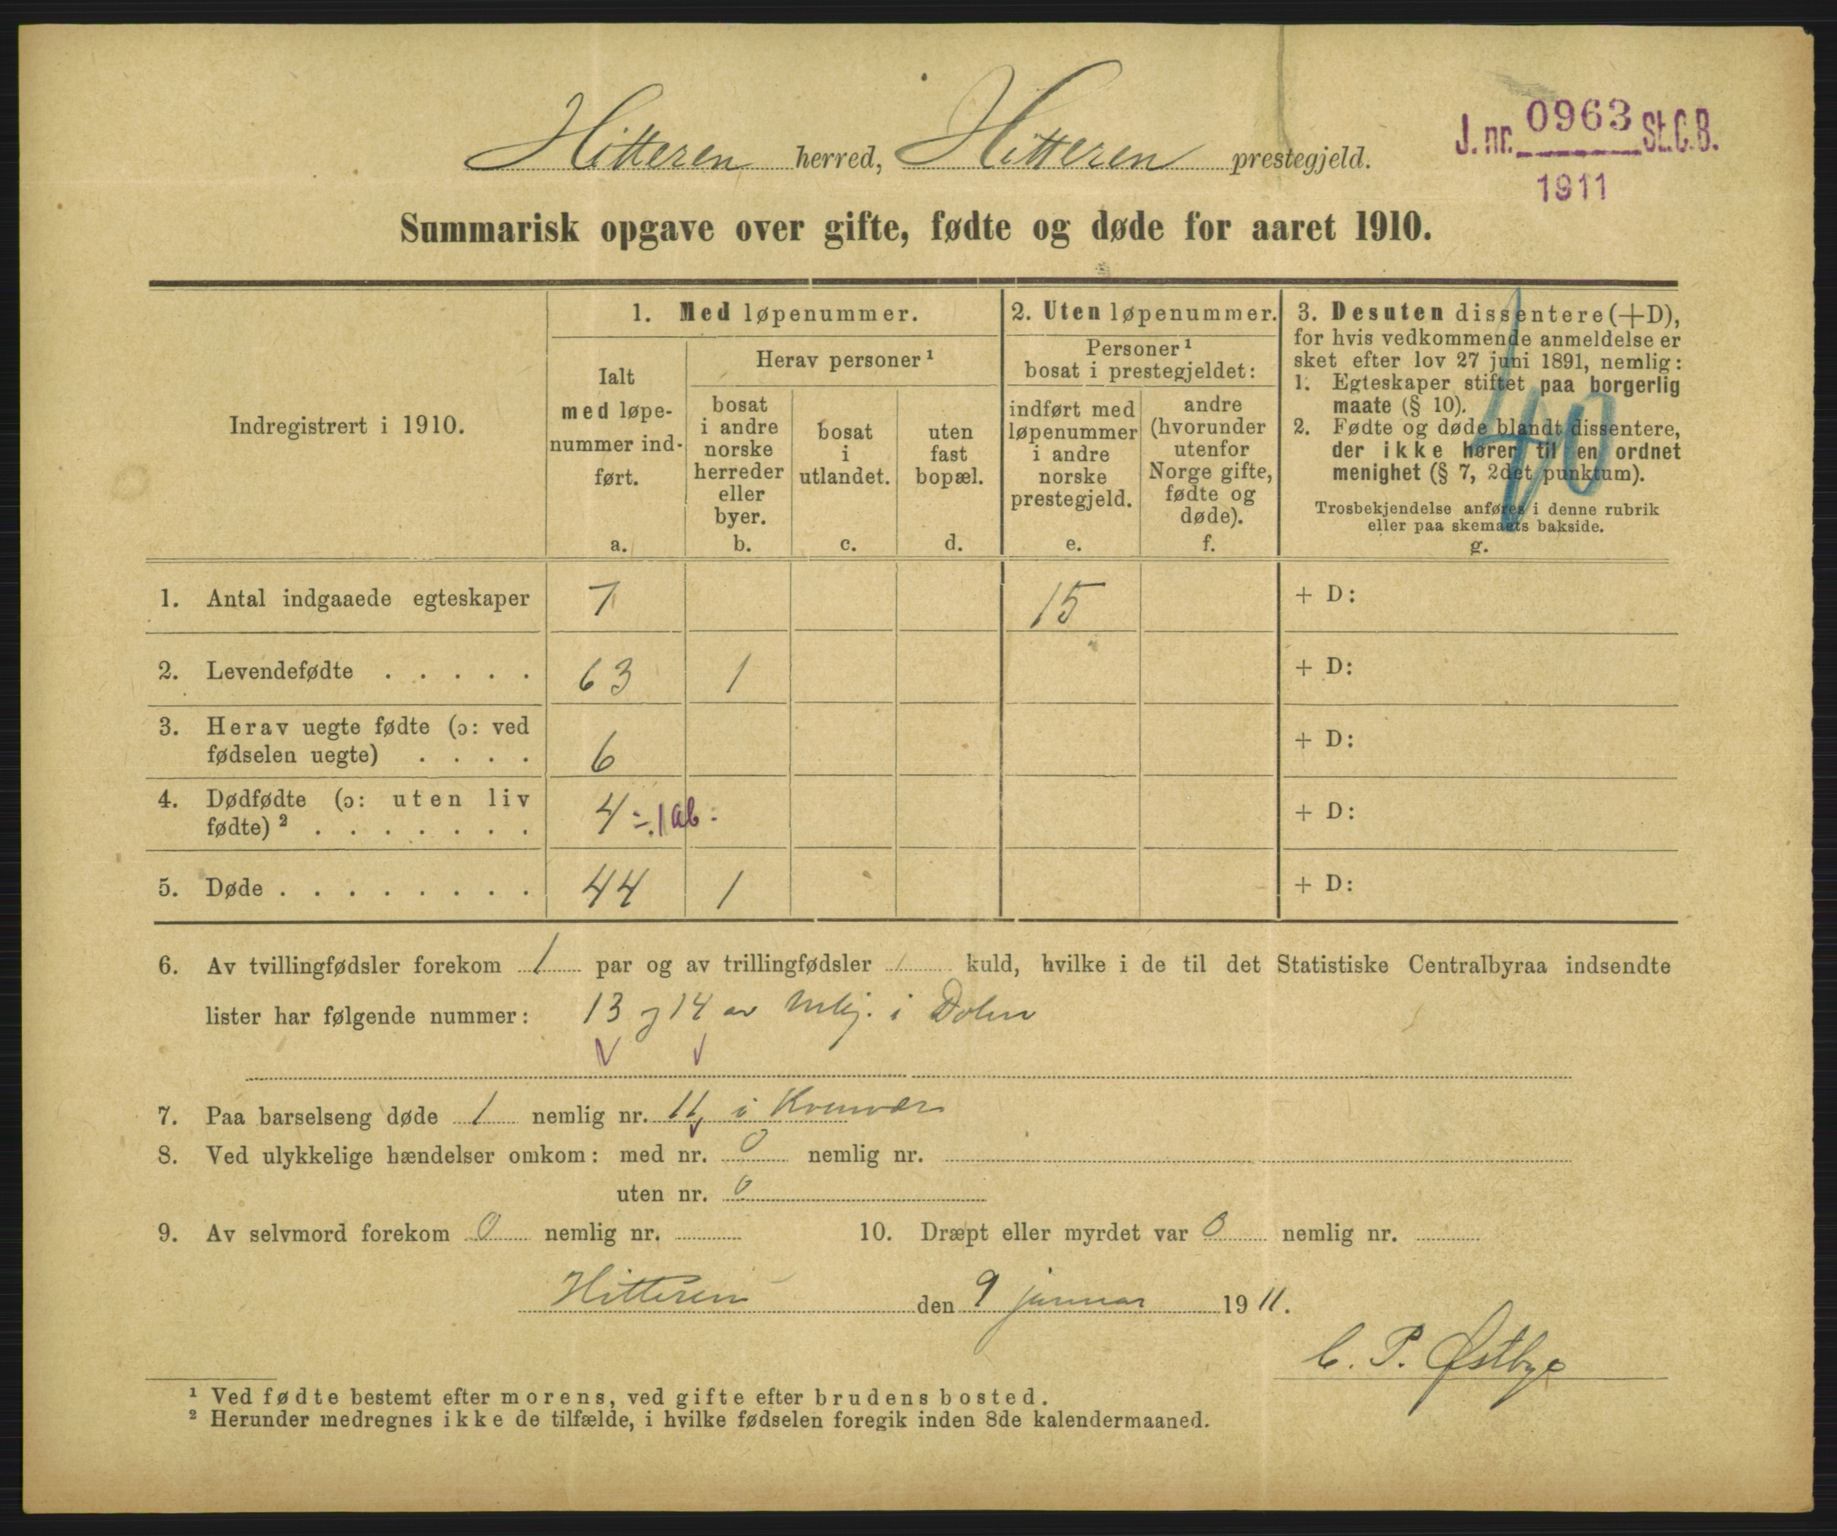 Hitteren herred, Hitteren prestegjeld.
J. nr. 0963 St. C. B.
1911
Summarisk opgave over gifte, fødte og døde for aaret 1910.
Indregistrert i 1910.
1. Med løpenummer.
Ialt med løpenummer indført.
a.
Herav personer ¹
bosat i andre norske herreder eller byer.
b.
bosat i utlandet.
c.
uten fast bopæl.
d.
2. Uten løpenummer.
Personer ¹ bosat i prestegjeldet:
indført med løpenummer i andre norske prestegjeld.
e.
andre (hvorunder utenfor Norge gifte, fødte og døde).
f.
3. Desuten dissentere (+D),
for hvis vedkommende anmeldelse er
sket efter lov 27 juni 1891, nemlig:
1. Egteskaper stiftet paa borgerlig
maate (§ 10).
2. Fødte og døde blandt dissentere,
der ikke hører til en ordnet
menighet (§ 7, 2det punktum).
Trosbekjendelse anføres i denne rubrik
eller paa skemaets bakside.
g.
1. Antal indgaaede egteskaper 7 15 + D:
2. Levendefødte . . . . . 63 1 + D:
3. Herav uegte fødte (ɔ: ved
fødselen uegte) . . . . 6 + D:
4. Dødfødte (ɔ: uten liv
fødte) ² . . . . . . . 4 ÷ 1 ab: + D:
5. Døde . . . . . . . . . 44 1 + D:
6. Av tvillingfødsler forekom 1 par og av trillingfødsler / kuld, hvilke i de til det Statistiske Centralbyraa indsendte
lister har følgende nummer: 13 og 14 av Mkj. i Dolm
7. Paa barselseng døde 1 nemlig nr. 11, i Kvenvær
8. Ved ulykkelige hændelser omkom: med nr. 0 nemlig nr.
uten nr. 0
9. Av selvmord forekom 0 nemlig nr. 10. Dræpt eller myrdet var 0 nemlig nr.
Hitteren den 9 januar 1911.
C. P. Østbye
¹ Ved fødte bestemt efter morens, ved gifte efter brudens bosted.
² Herunder medregnes ikke de tilfælde, i hvilke fødselen foregik inden 8de kalendermaaned.